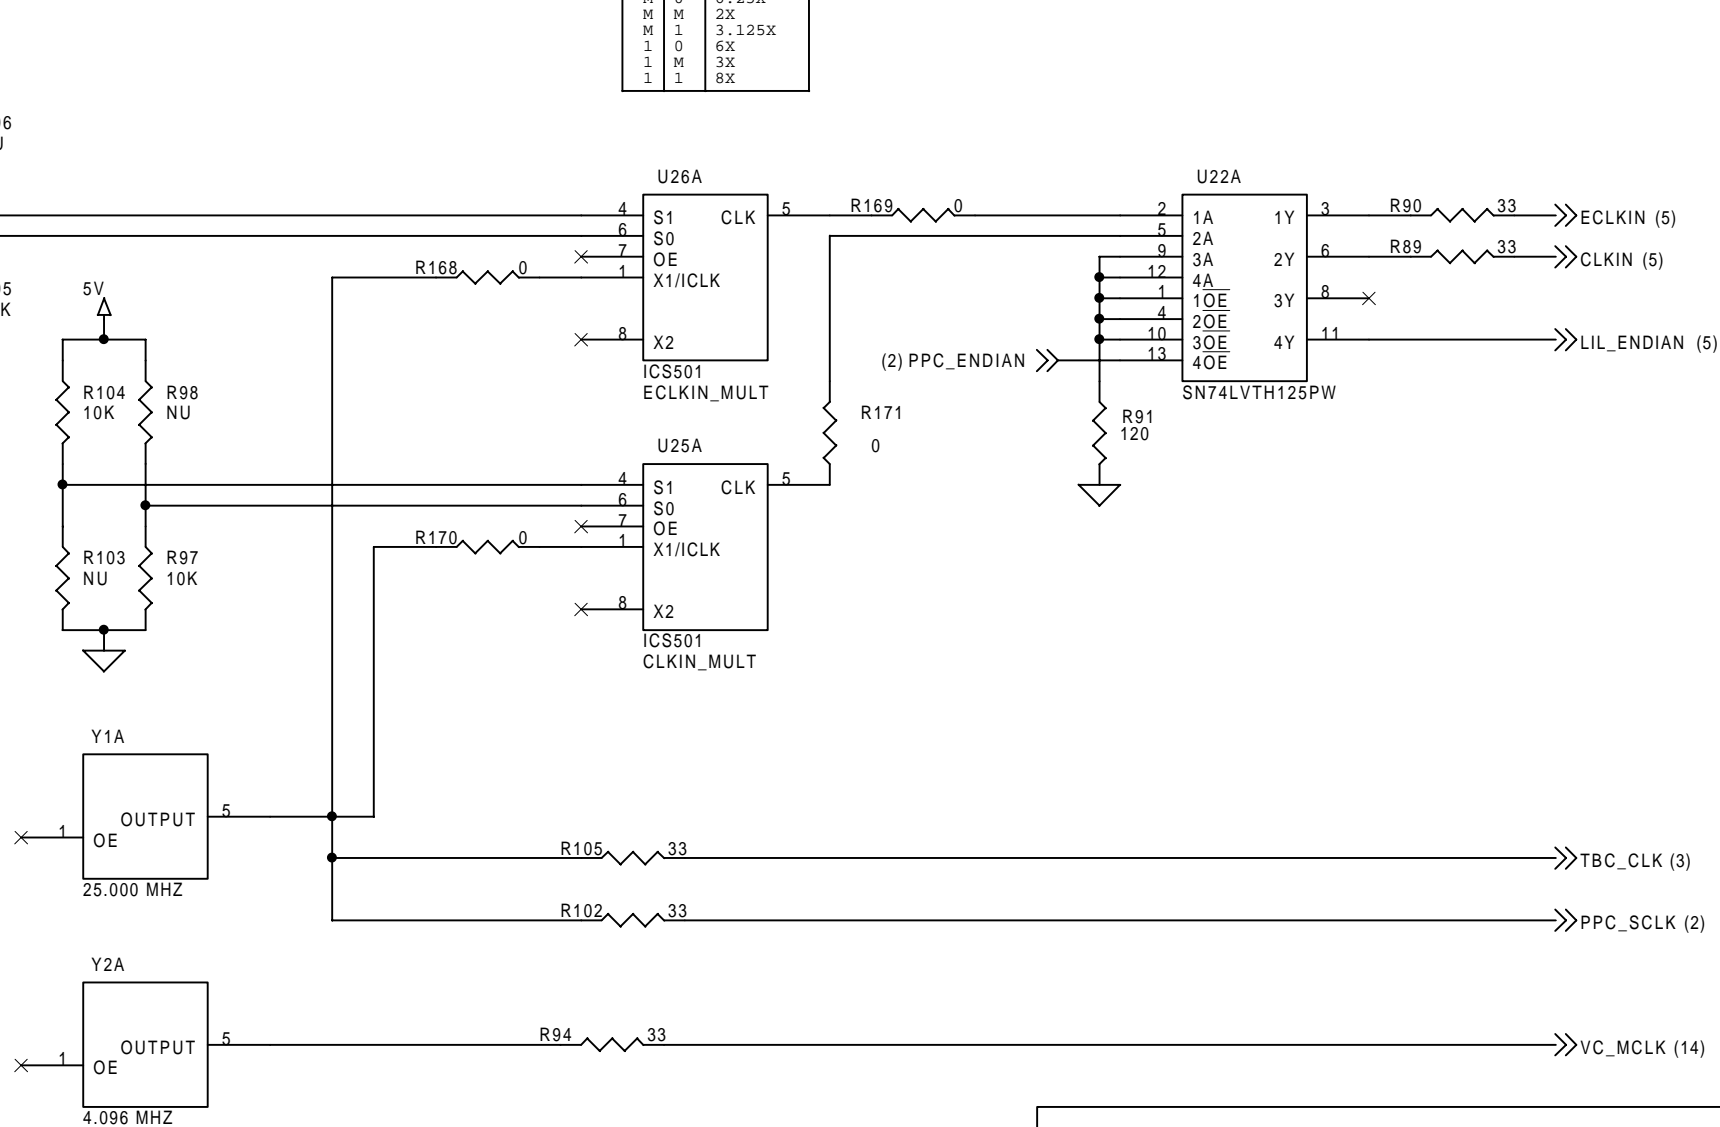 M M 2X
M 1 3.125X
1 0 6X
1 M 3X
1 1 8X
U26A
4 S1 CLK 5
6 S0
7 OE
1 X1/ICLK
8 X2
ICS501
ECLKIN_MULT
R168 0
R169 0
U22A
2 1A 1Y 3
5 2A
9 3A 2Y 6
12 4A
1 1OE 3Y 8
4 2OE
10 3OE 4Y 11
13 4OE
SN74LVTH125PW
R90 33 ECLKIN (5)
R89 33 CLKIN (5)
LIL_ENDIAN (5)
(2) PPC_ENDIAN
R91
120
R171
0
5V
R104
10K
R98
NU
R103
NU
R97
10K
U25A
4 S1 CLK 5
6 S0
7 OE
1 X1/ICLK
8 X2
ICS501
CLKIN_MULT
R170 0
Y1A
OUTPUT 5
1 OE
25.000 MHZ
R105 33 TBC_CLK (3)
R102 33 PPC_SCLK (2)
Y2A
OUTPUT 5
1 OE
4.096 MHZ
R94 33 VC_MCLK (14)